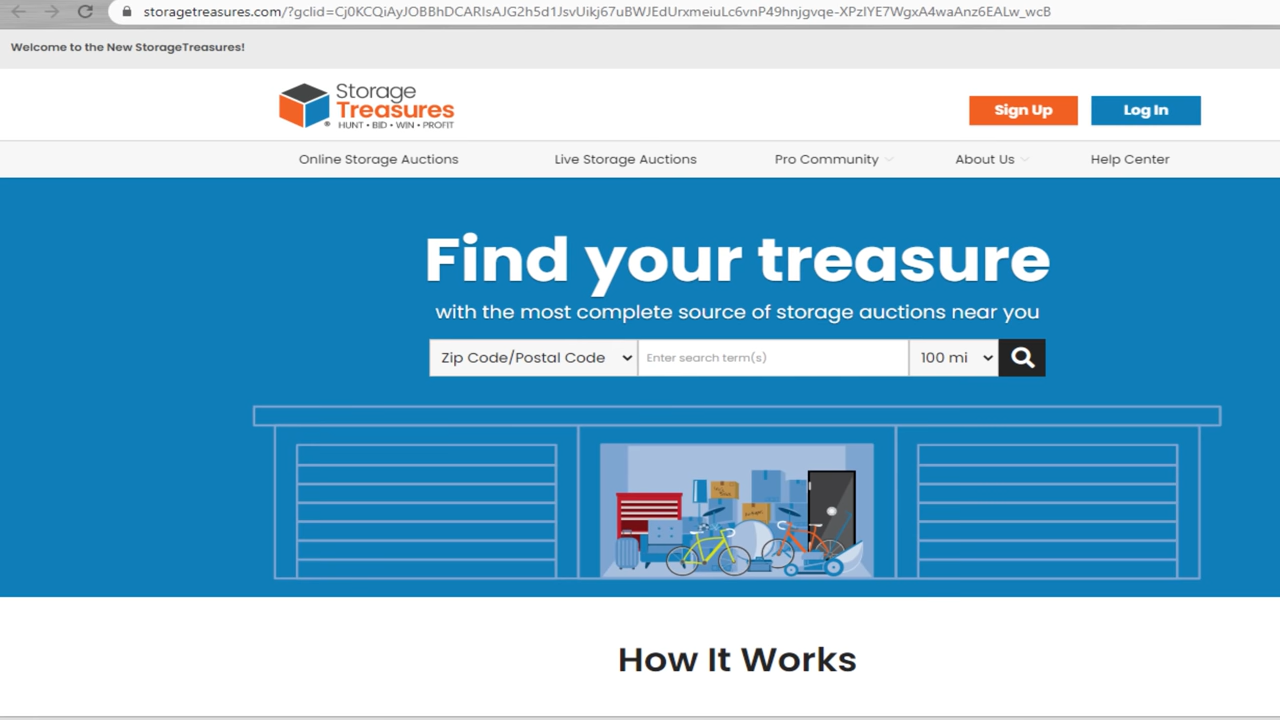 storagetreasures.com/?gclid=Cj0KCQiAyJOBBhDCARIsAJG2h5d1JsvUikj67uBWJEdUrxmeiuLc6vnP49hnjgvqe-XPzIYE7WgxA4waAnz6EALw_wcB
Welcome to the New StorageTreasures!
Storage
Treasures
HUNT • BID • WIN • PROFIT
Sign Up
Log In
Online Storage Auctions
Live Storage Auctions
Pro Community
About Us
Help Center
Find your treasure
with the most complete source of storage auctions near you
Zip Code/Postal Code
Enter search term(s)
100 mi
How It Works